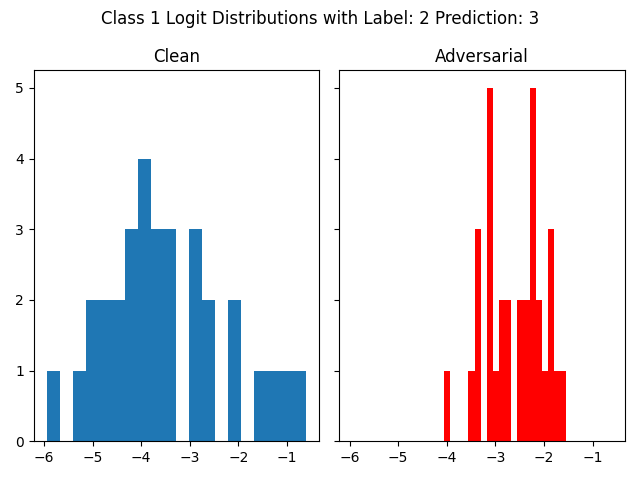 Class 1 Logit Distributions with Label: 2 Prediction: 3
Clean
Adversarial
5
4
3
2
1
0
−6 −5 −4 −3 −2 −1
−6 −5 −4 −3 −2 −1